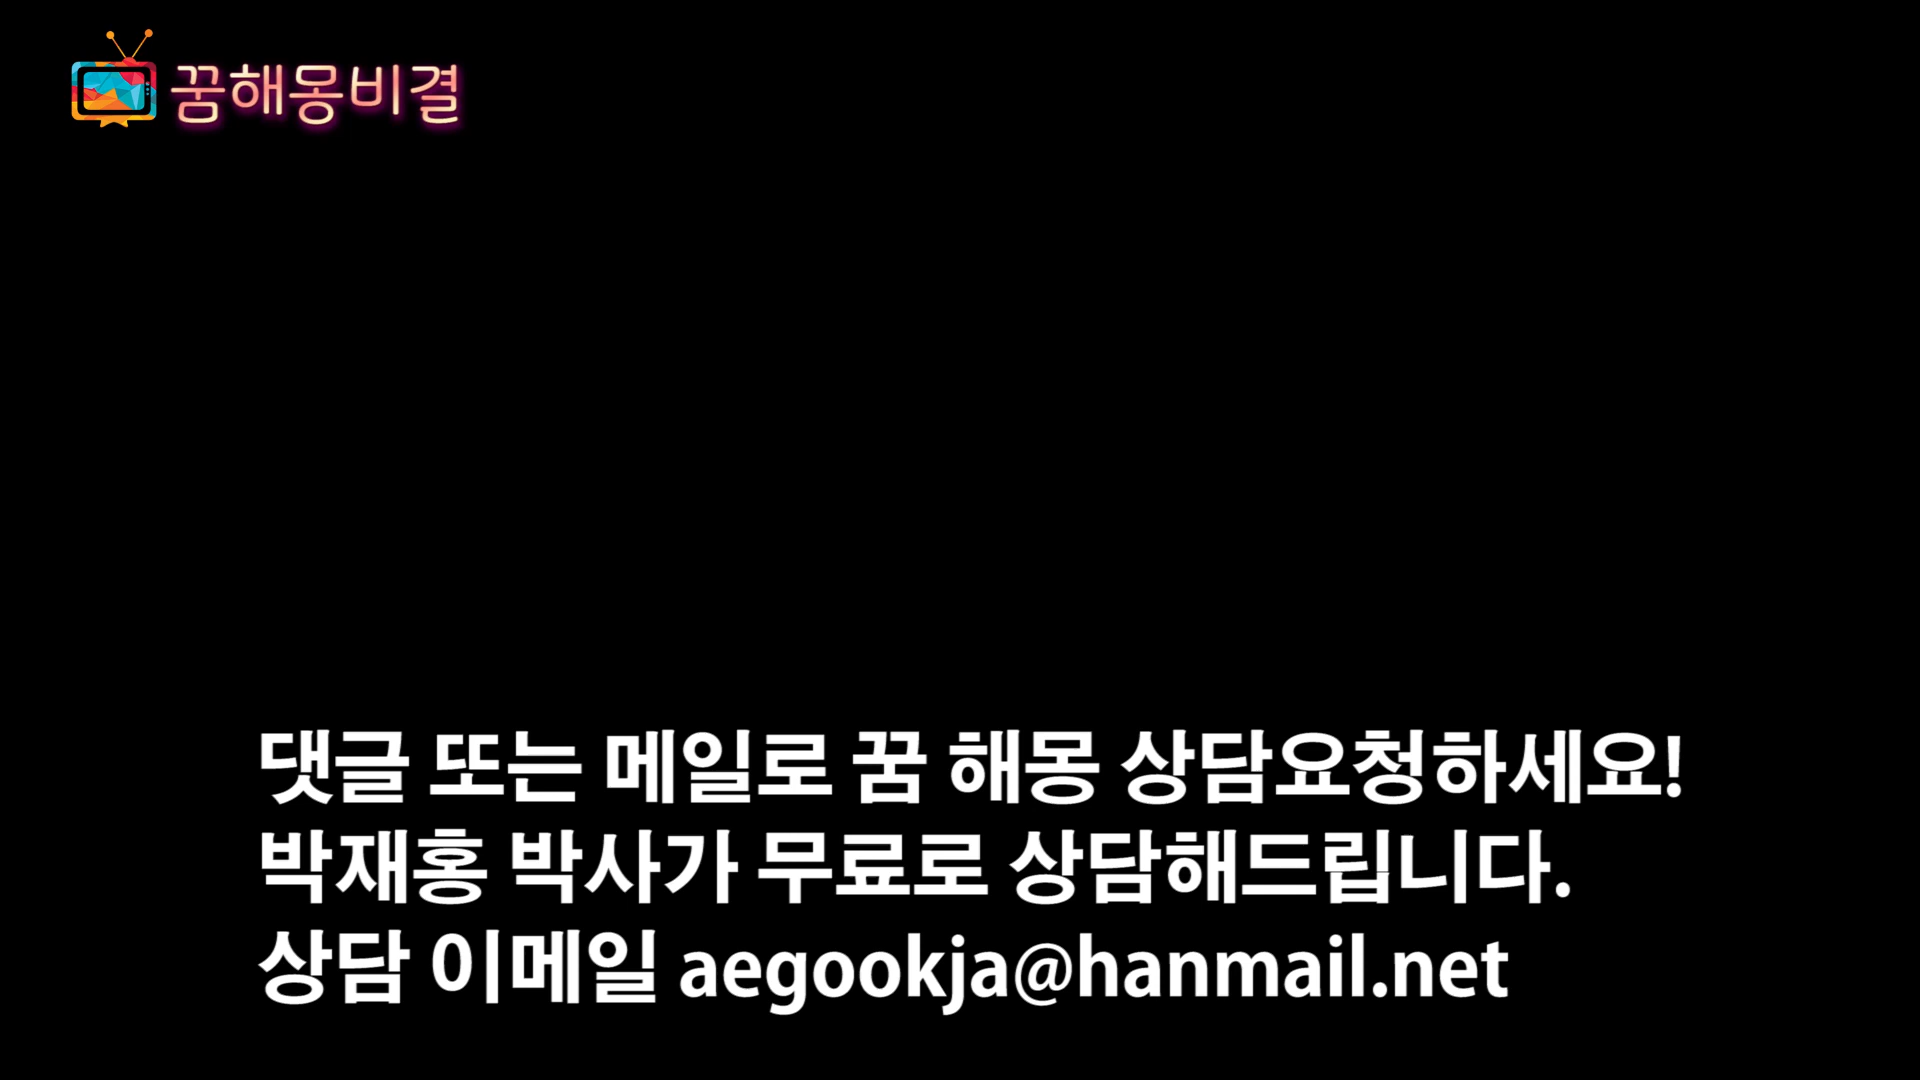 꿈해몽비결
댓글 또는 메일로 꿈 해몽 상담요청하세요!
박재홍 박사가 무료로 상담해드립니다.
상담 이메일 aegookja@hanmail.net